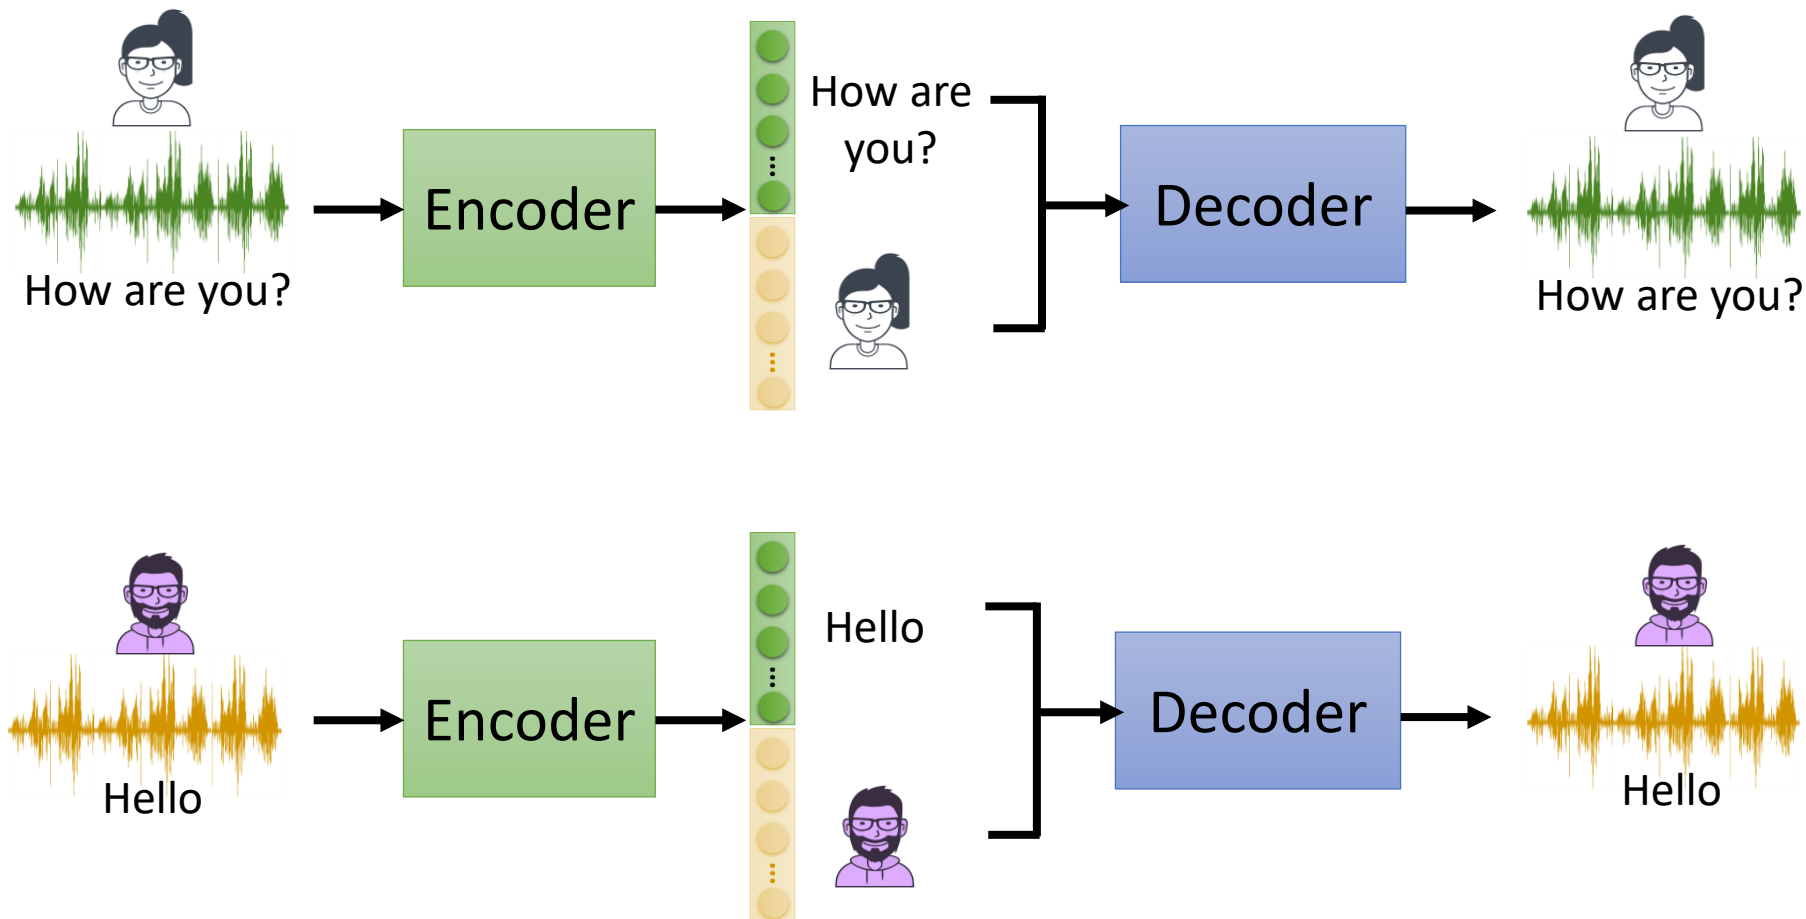 How are you?
Encoder
How are
you?
Decoder
How are you?
Hello
Encoder
Hello
Decoder
Hello